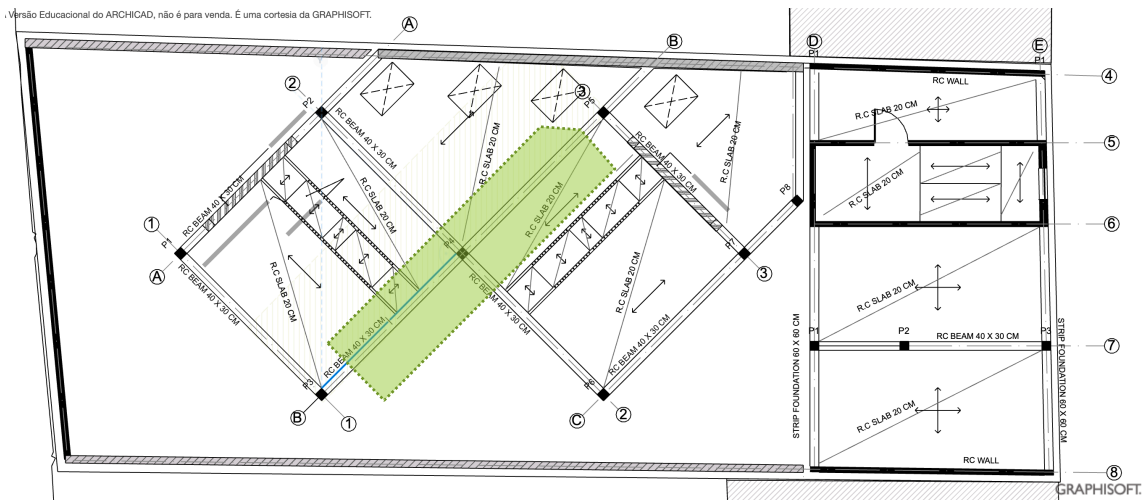 Versão Educacional do ARCHICAD, não é para venda. É uma cortesia da GRAPHISOFT.
A
B
D
E
P1
P1
4
RC WALL
2
P2
3
P5
R.C SLAB 20 CM
RC BEAM 40 X 30 CM
R.C SLAB 20 CM
RC BEAM 40 X 30 CM
R.C SLAB 20 CM
5
RC BEAM 40 X 30 CM
R.C SLAB 20 CM
R.C SLAB 20 CM
R.C SLAB 20 CM
P8
1
P1
A
P4
P7
3
6
RC BEAM 40 X 30 CM
R.C SLAB 20 CM
RC BEAM 40 X 30 CM
R.C SLAB 20 CM
R.C SLAB 20 CM
RC BEAM 40 X 30 CM
RC BEAM 40 X 30 CM
STRIP FOUNDATION 60 X 60 CM
STRIP FOUNDATION 60 X 60 CM
P1
P2
RC BEAM 40 X 30 CM
P3
7
P3
B
1
P6
C
2
R.C SLAB 20 CM
RC WALL
8
GRAPHISOFT.